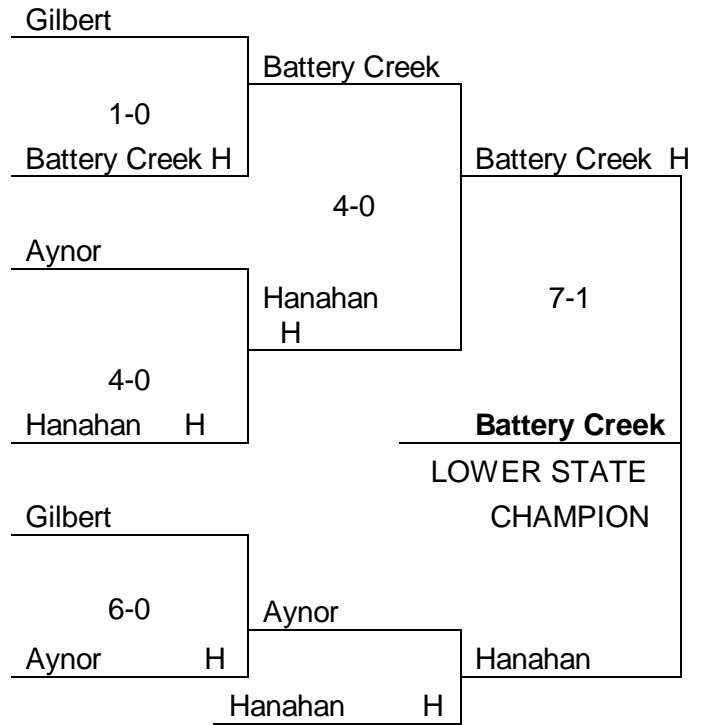 Gilbert
Battery Creek
1-0
Battery Creek H
Battery Creek H
4-0
Aynor
Hanahan
7-1
H
4-0
Hanahan H
Battery Creek
LOWER STATE
CHAMPION
Gilbert
6-0
Aynor
Aynor H
Hanahan
Hanahan H